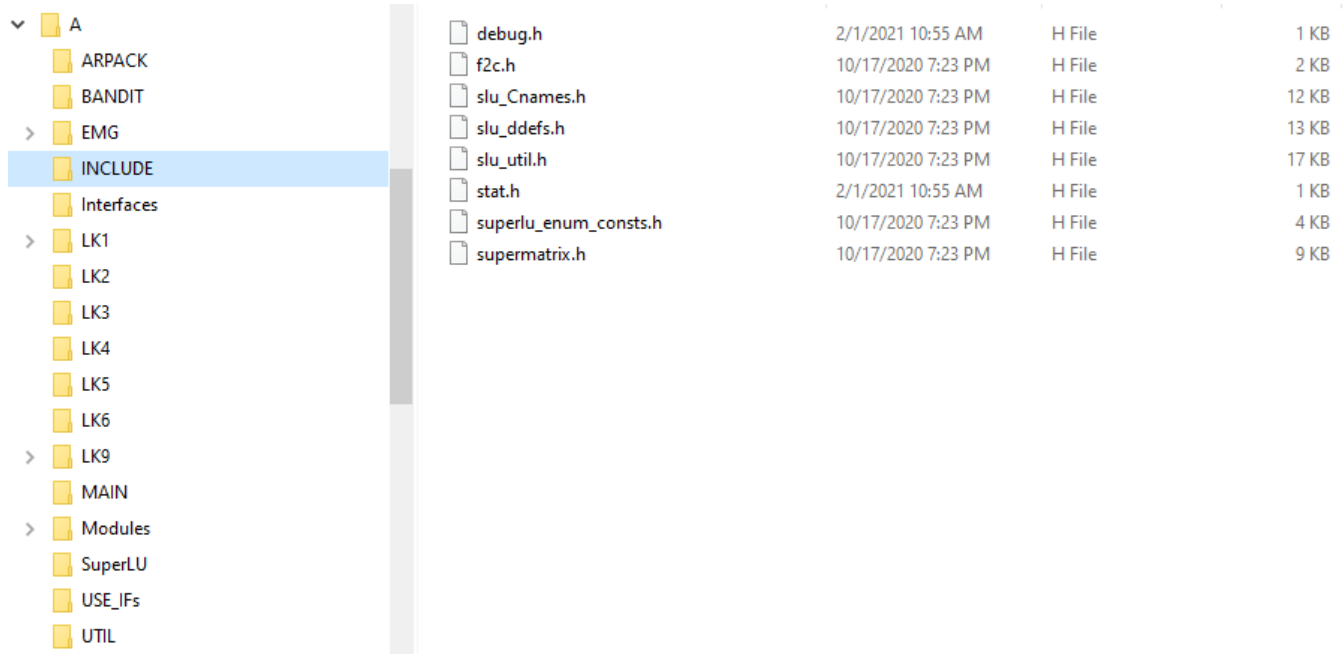 A
ARPACK
BANDIT
EMG
INCLUDE
Interfaces
LK1
LK2
LK3
LK4
LK5
LK6
LK9
MAIN
Modules
SuperLU
USE_IFs
UTIL
debug.h 2/1/2021 10:55 AM H File 1 KB
f2c.h 10/17/2020 7:23 PM H File 2 KB
slu_Cnames.h 10/17/2020 7:23 PM H File 12 KB
slu_ddefs.h 10/17/2020 7:23 PM H File 13 KB
slu_util.h 10/17/2020 7:23 PM H File 17 KB
stat.h 2/1/2021 10:55 AM H File 1 KB
superlu_enum_consts.h 10/17/2020 7:23 PM H File 4 KB
supermatrix.h 10/17/2020 7:23 PM H File 9 KB